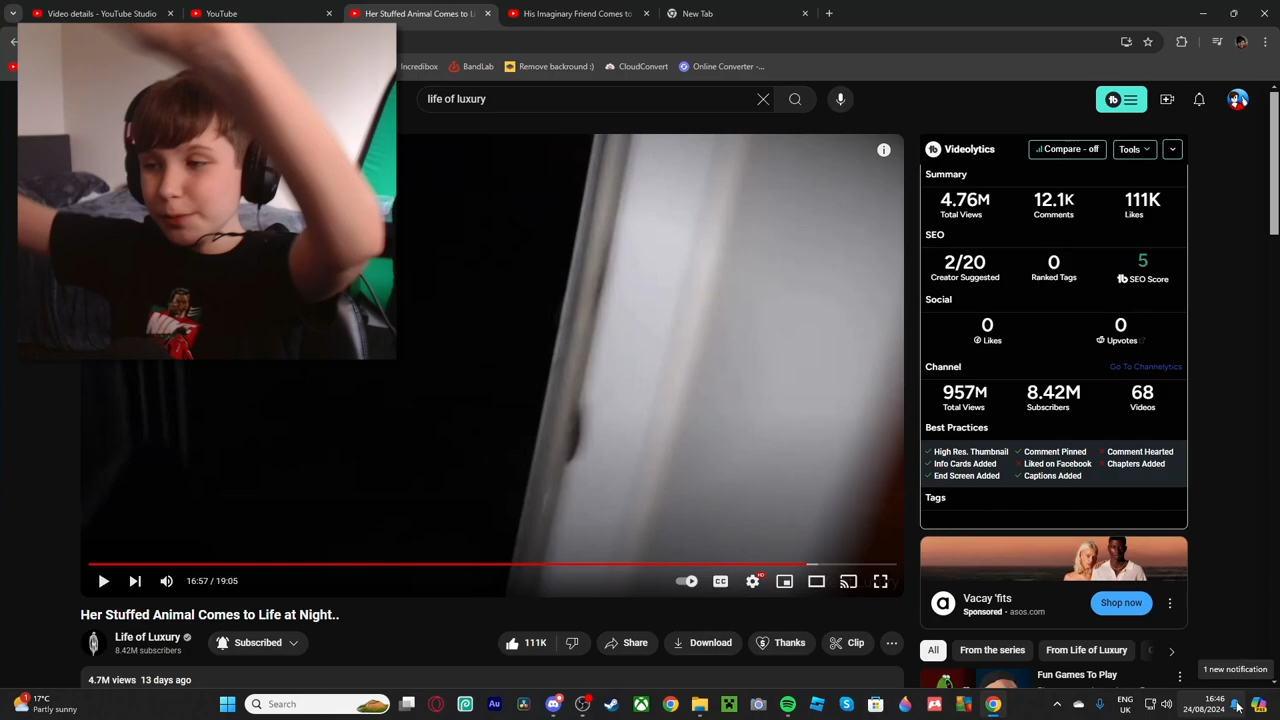 Video details - YouTube Studio
YouTube
Her Stuffed Animal Comes to L
His Imaginary Friend Comes to
New Tab
Incredibox
BandLab
Remove backround :)
CloudConvert
Online Converter -...
life of luxury
Videolytics
Compare - off
Tools
Summary
4.76M
12.1K
111K
Total Views
Comments
Likes
SEO
2/20
0
5
Creator Suggested
Ranked Tags
SEO Score
Social
0
0
Likes
Upvotes
Channel
Go To Channelytics
957M
8.42M
68
Total Views
Subscribers
Videos
Best Practices
High Res. Thumbnail
Comment Pinned
Comment Hearted
Info Cards Added
Liked on Facebook
Chapters Added
End Screen Added
Captions Added
Tags
16:57 / 19:05
CC
HD
Vacay 'fits
Sponsored · asos.com
Shop now
Her Stuffed Animal Comes to Life at Night..
Life of Luxury
8.42M subscribers
Subscribed
111K
Share
Download
Thanks
Clip
All
From the series
From Life of Luxury
4.7M views 13 days ago
Fun Games To Play
1 new notification
17°C
Partly sunny
Search
Au
ENG
UK
16:46
24/08/2024